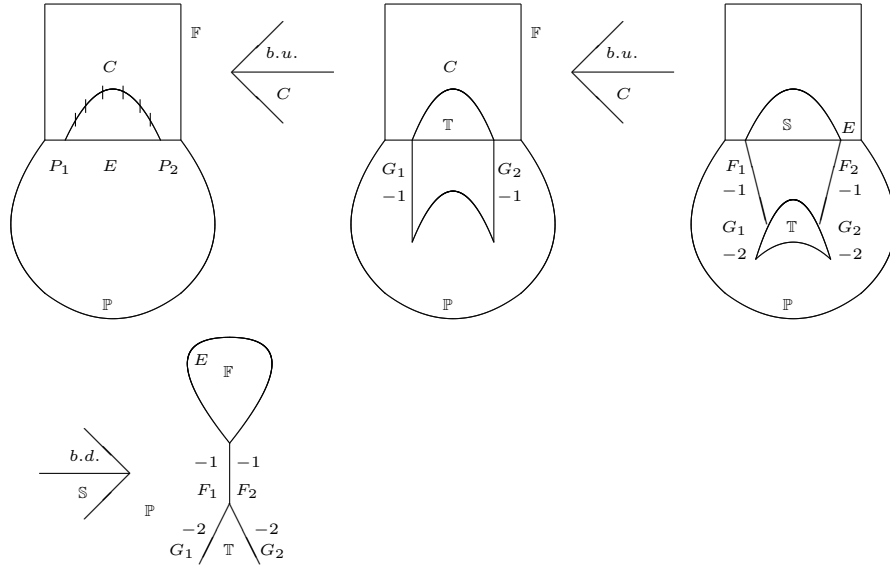 𝔽 𝔽
b.u. b.u.
C C C
C C
𝕋 𝕊 E
P₁ E P₂ G₁ G₂ F₁ F₂
−1 −1 −1 −1
G₁ 𝕋 G₂
−2 −2
ℙ ℙ ℙ
E 𝔽
b.d. −1 −1
𝕊 F₁ F₂
ℙ
−2 −2
G₁ 𝕋 G₂